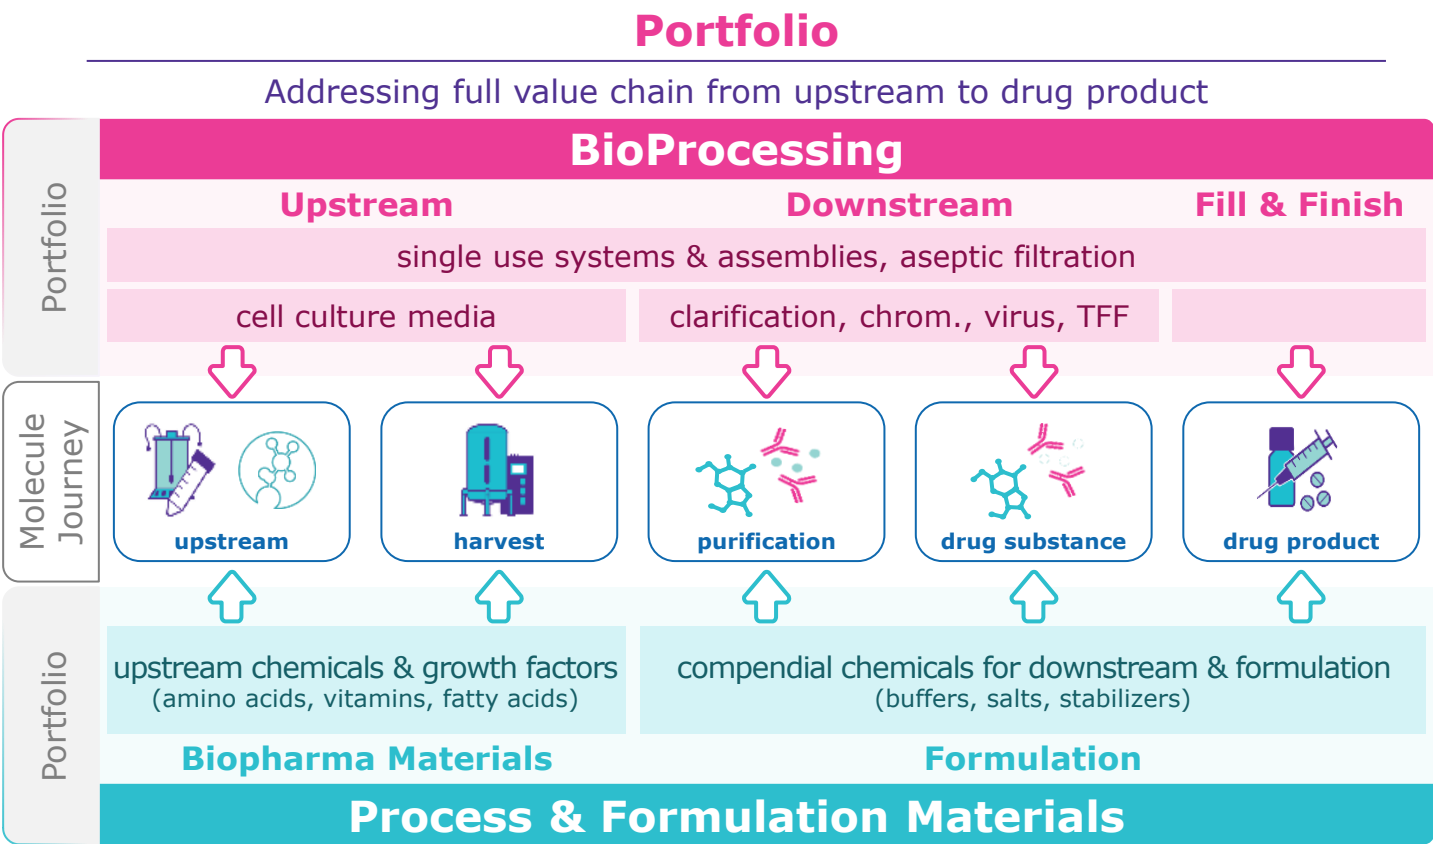 Portfolio
Addressing full value chain from upstream to drug product
Portfolio
BioProcessing
Upstream
Downstream
Fill & Finish
single use systems & assemblies, aseptic filtration
cell culture media
clarification, chrom., virus, TFF
Molecule
Journey
upstream
harvest
purification
drug substance
drug product
Portfolio
upstream chemicals & growth factors
(amino acids, vitamins, fatty acids)
compendial chemicals for downstream & formulation
(buffers, salts, stabilizers)
Biopharma Materials
Formulation
Process & Formulation Materials